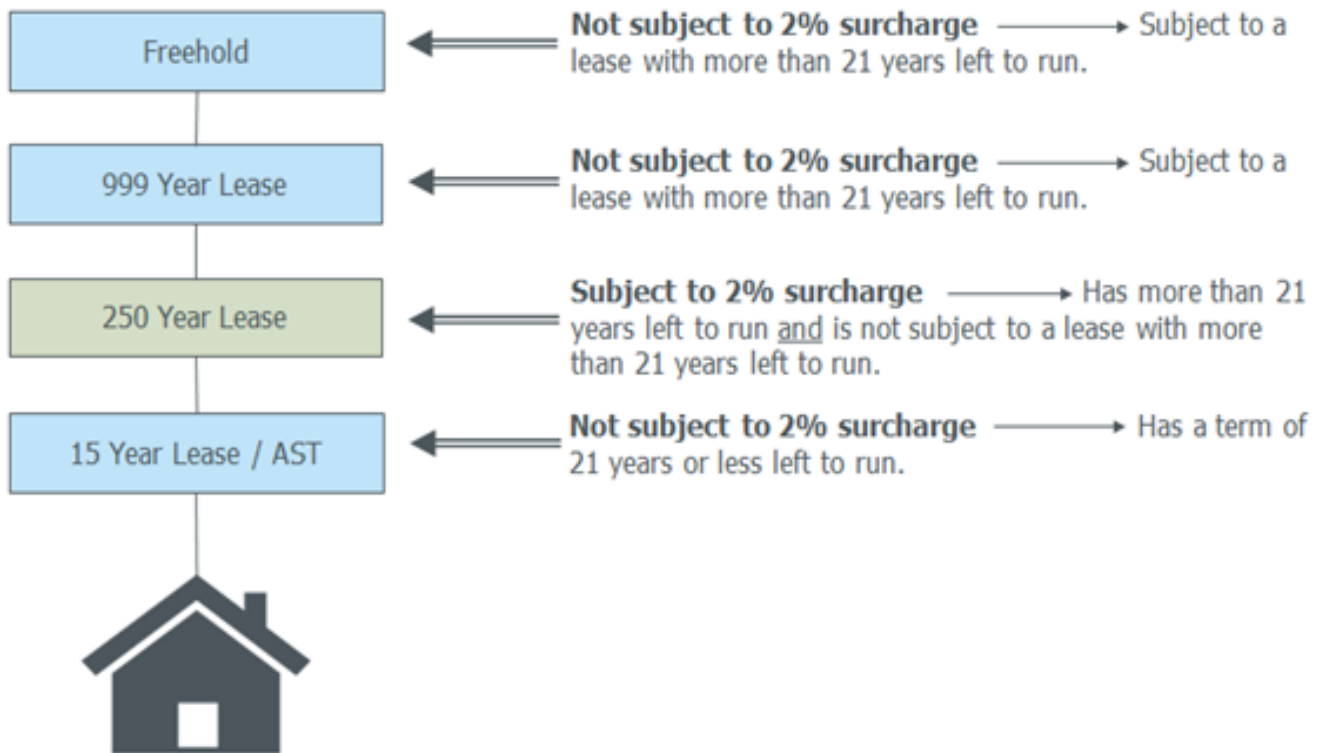 Freehold
Not subject to 2% surcharge Subject to a
lease with more than 21 years left to run.
999 Year Lease
Not subject to 2% surcharge Subject to a
lease with more than 21 years left to run.
250 Year Lease
Subject to 2% surcharge Has more than 21
years left to run and is not subject to a lease with more
than 21 years left to run.
15 Year Lease / AST
Not subject to 2% surcharge Has a term of
21 years or less left to run.